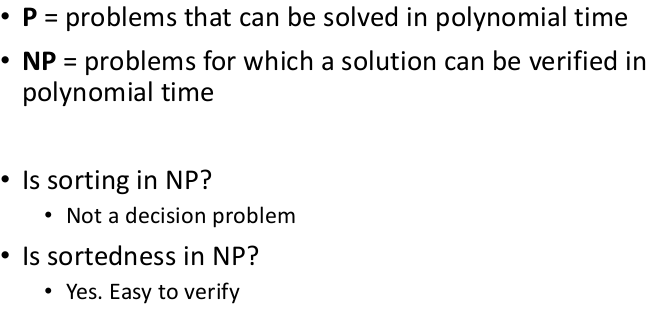 • P = problems that can be solved in polynomial time
• NP = problems for which a solution can be verified in
polynomial time
• Is sorting in NP?
• Not a decision problem
• Is sortedness in NP?
• Yes. Easy to verify